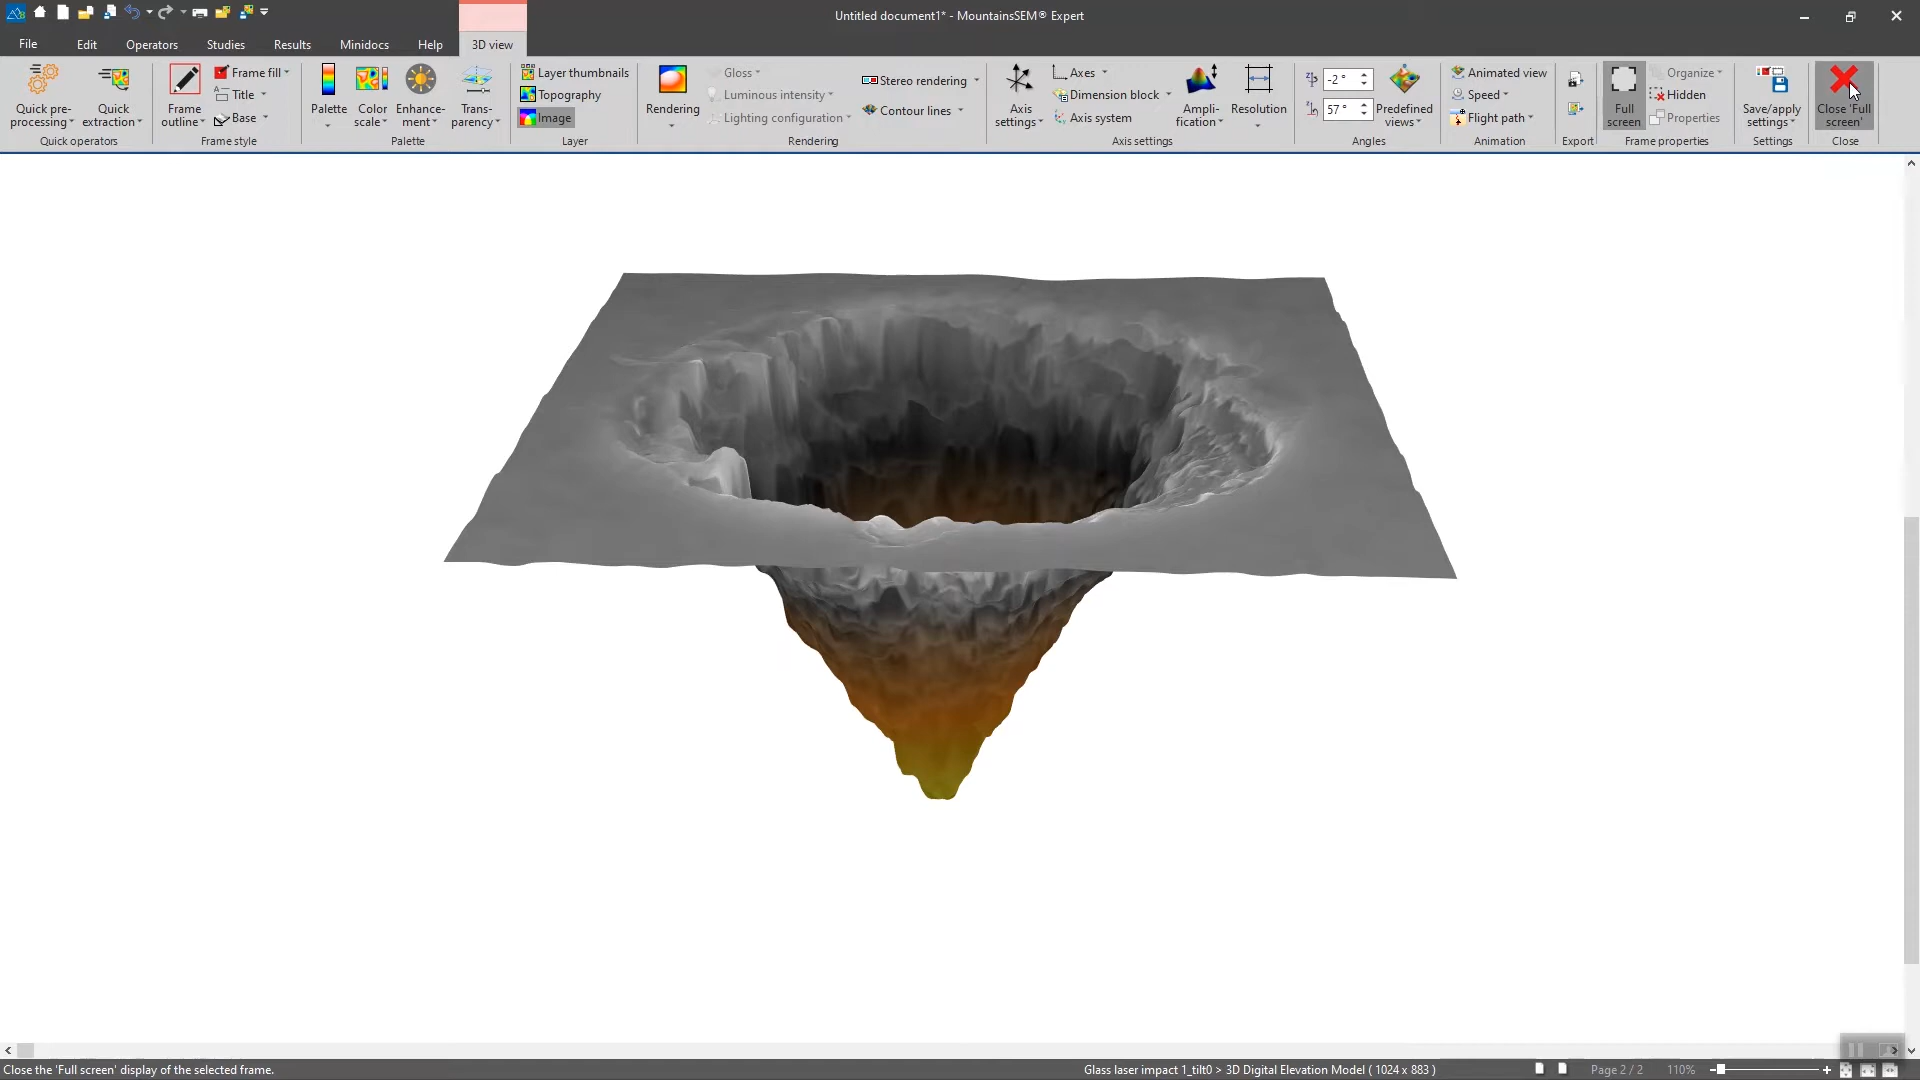 Untitled document1* - MountainsSEM® Expert
File Edit Operators Studies Results Minidocs Help 3D view
Quick pre-
processing
Quick
extraction
Quick operators
Frame
outline
Frame fill
Title
Base
Frame style
Palette
Color
scale
Enhance-
ment
Trans-
parency
Palette
Layer thumbnails
Topography
Image
Layer
Rendering
Gloss
Luminous intensity
Lighting configuration
Stereo rendering
Contour lines
Rendering
Axis
settings
Axes
Dimension block
Axis system
Ampli-
fication
Resolution
Axis settings
-2 °
57 °
Predefined
views
Angles
Animated view
Speed
Flight path
Animation
Export
Full
screen
Organize
Hidden
Properties
Frame properties
Save/apply
settings
Settings
Close 'Full
screen'
Close
Close the 'Full screen' display of the selected frame.
Glass laser impact 1_tilt0 > 3D Digital Elevation Model ( 1024 x 883 )
Page 2 / 2
110%